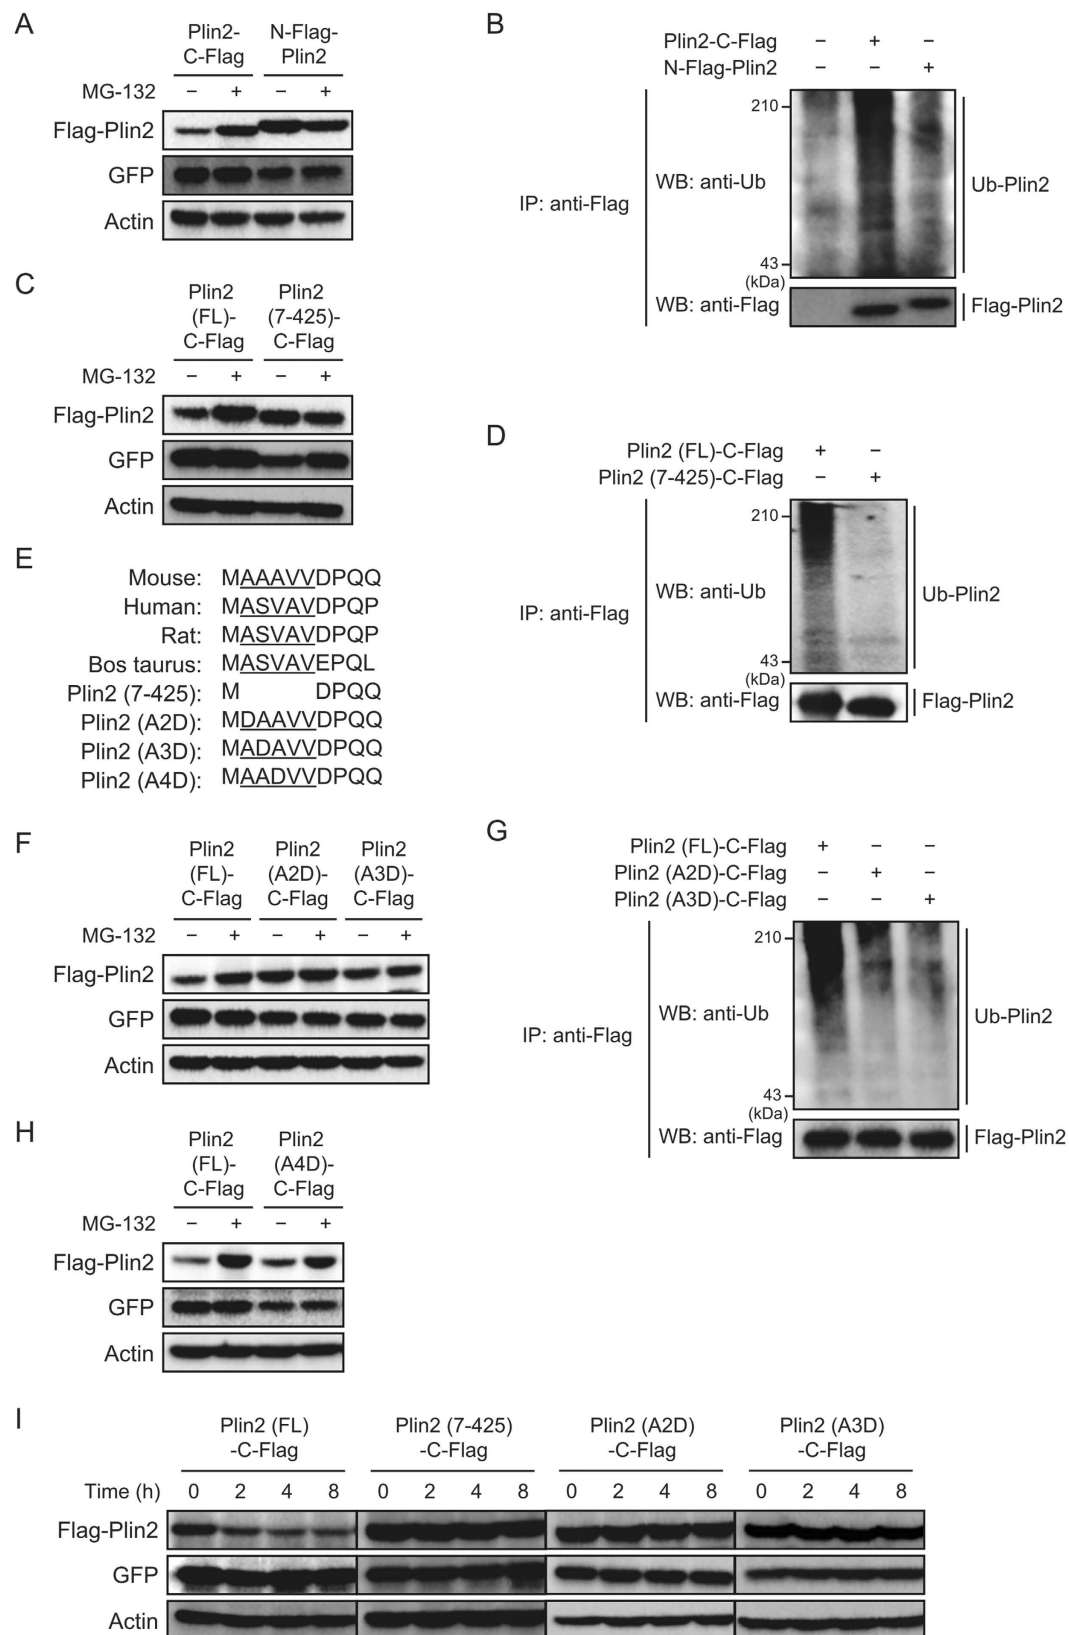 A
Plin2-
C-Flag
N-Flag-
Plin2
MG-132 − + − +
Flag-Plin2
GFP
Actin
B
Plin2-C-Flag − + −
N-Flag-Plin2 − − +
210
IP: anti-Flag
WB: anti-Ub
Ub-Plin2
43
(kDa)
WB: anti-Flag
Flag-Plin2
C
Plin2
(FL)-
C-Flag
Plin2
(7-425)-
C-Flag
MG-132 − + − +
Flag-Plin2
GFP
Actin
D
Plin2 (FL)-C-Flag + −
Plin2 (7-425)-C-Flag − +
210
IP: anti-Flag
WB: anti-Ub
Ub-Plin2
43
(kDa)
WB: anti-Flag
Flag-Plin2
E
Mouse: MAAAVVDPQQ
Human: MASVAVDPQP
Rat: MASVAVDPQP
Bos taurus: MASVAVEPQL
Plin2 (7-425): M DPQQ
Plin2 (A2D): MDAAVVDPQQ
Plin2 (A3D): MADAVVDPQQ
Plin2 (A4D): MAADVVDPQQ
F
Plin2
(FL)-
C-Flag
Plin2
(A2D)-
C-Flag
Plin2
(A3D)-
C-Flag
MG-132 − + − + − +
Flag-Plin2
GFP
Actin
G
Plin2 (FL)-C-Flag + − −
Plin2 (A2D)-C-Flag − + −
Plin2 (A3D)-C-Flag − − +
210
IP: anti-Flag
WB: anti-Ub
Ub-Plin2
43
(kDa)
WB: anti-Flag
Flag-Plin2
H
Plin2
(FL)-
C-Flag
Plin2
(A4D)-
C-Flag
MG-132 − + − +
Flag-Plin2
GFP
Actin
I
Plin2 (FL)
-C-Flag
Plin2 (7-425)
-C-Flag
Plin2 (A2D)
-C-Flag
Plin2 (A3D)
-C-Flag
Time (h) 0 2 4 8 0 2 4 8 0 2 4 8 0 2 4 8
Flag-Plin2
GFP
Actin